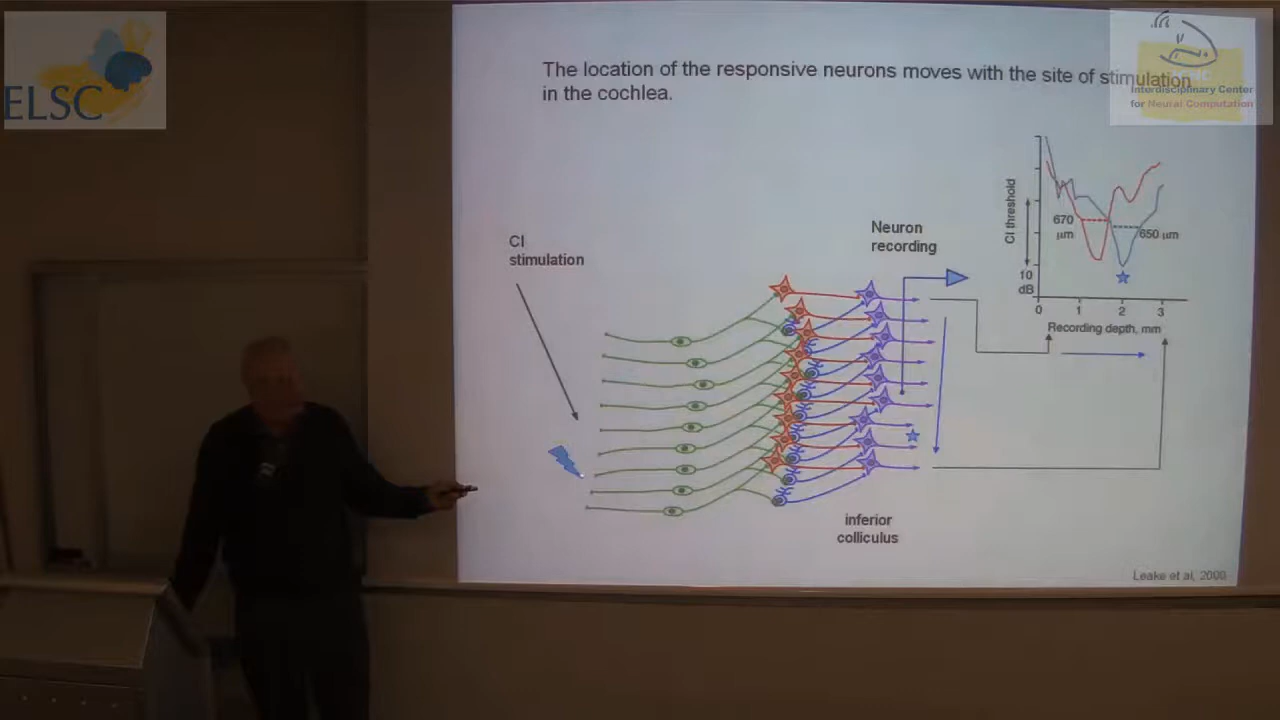 ELSC
The location of the responsive neurons moves with the site of stimulation
in the cochlea.
Interdisciplinary Center
for Neural Computation
CI
stimulation
Neuron
recording
CI threshold
670
μm
650 μm
10
dB
0 1 2 3
Recording depth, mm
inferior
colliculus
Leake et al, 2000